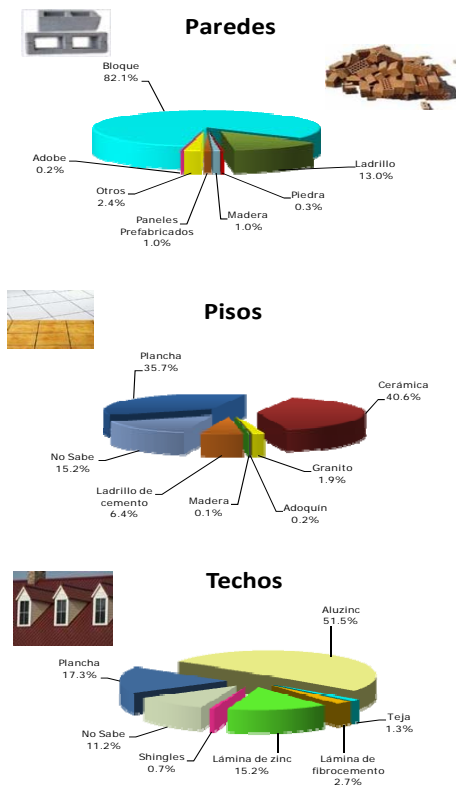 Paredes
Bloque
82.1%
Ladrillo
13.0%
Adobe
0.2%
Otros
2.4%
Piedra
0.3%
Paneles
Prefabricados
1.0%
Madera
1.0%
Pisos
Plancha
35.7%
Cerámica
40.6%
No Sabe
15.2%
Granito
1.9%
Ladrillo de
cemento
6.4%
Madera
0.1%
Adoquín
0.2%
Techos
Aluzinc
51.5%
Plancha
17.3%
Teja
1.3%
No Sabe
11.2%
Shingles
0.7%
Lámina de zinc
15.2%
Lámina de
fibrocemento
2.7%